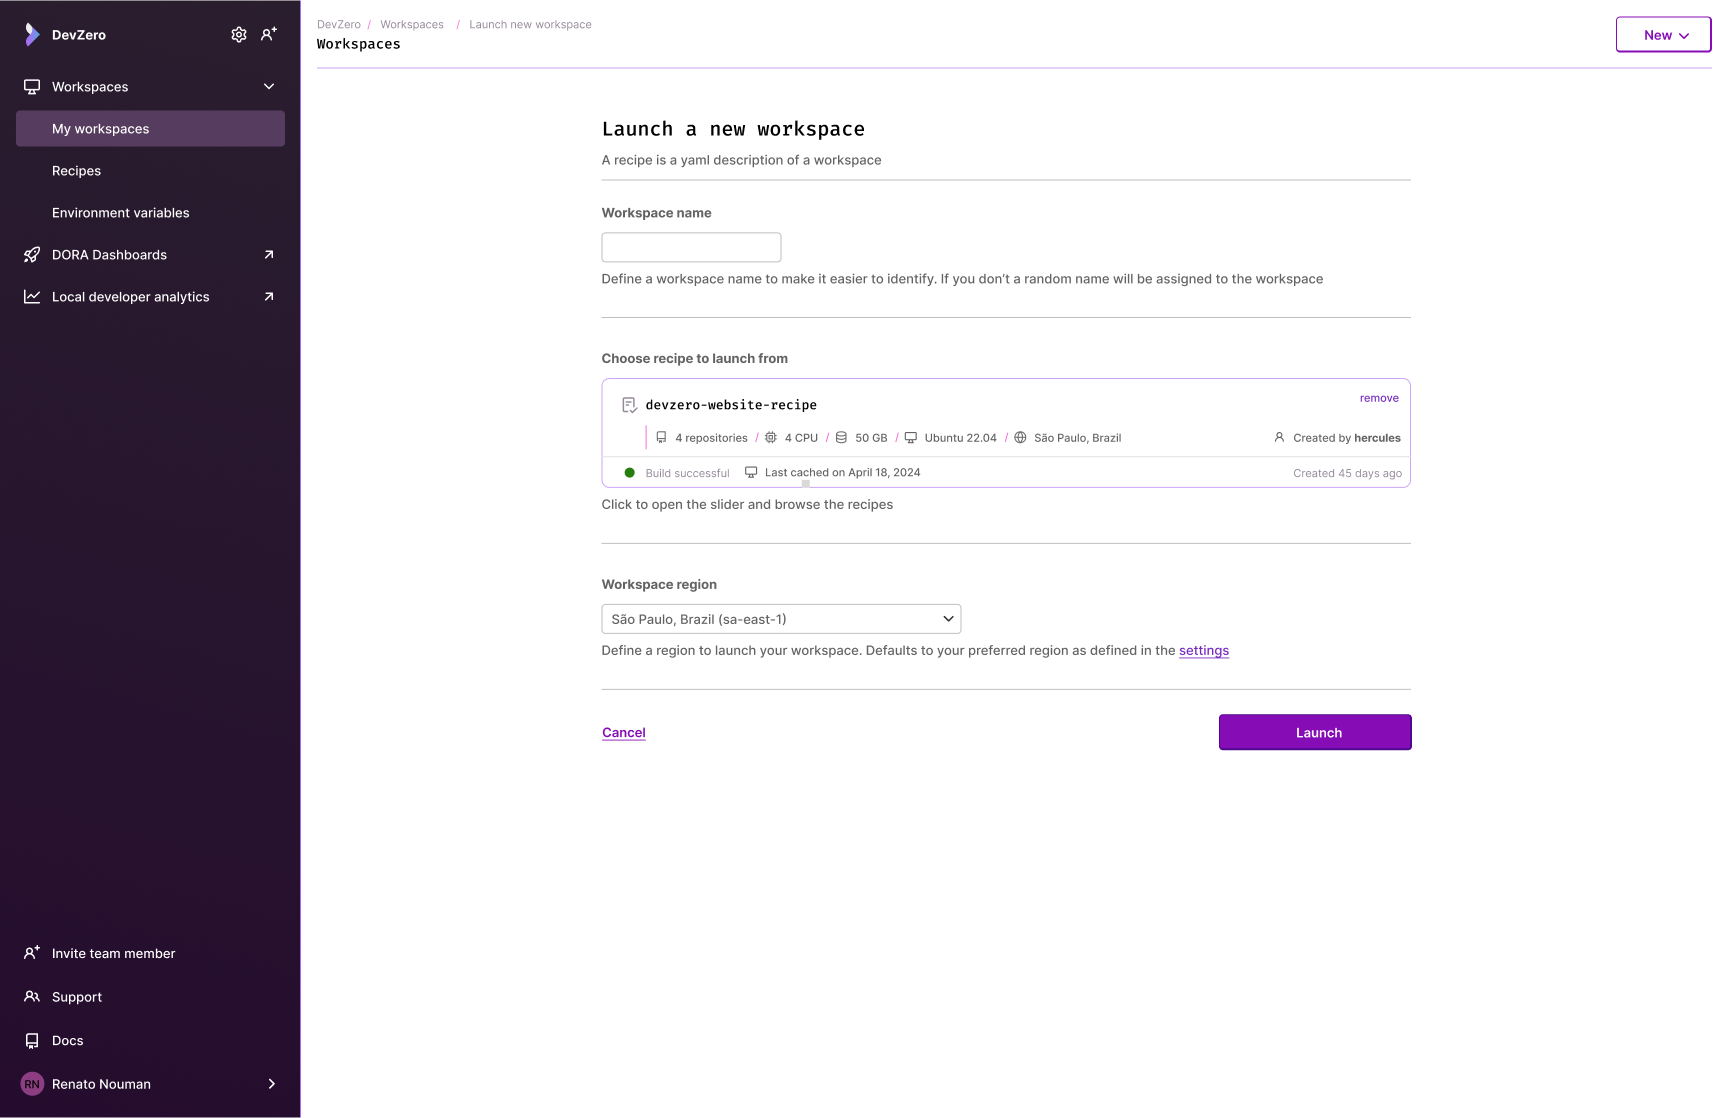 DevZero
Workspaces
My workspaces
Recipes
Environment variables
DORA Dashboards
Local developer analytics
Invite team member
Support
Docs
RN Renato Nouman
DevZero / Workspaces / Launch new workspace
Workspaces
New
Launch a new workspace
A recipe is a yaml description of a workspace
Workspace name
Define a workspace name to make it easier to identify. If you don't a random name will be assigned to the workspace
Choose recipe to launch from
devzero-website-recipe
remove
4 repositories / 4 CPU / 50 GB / Ubuntu 22.04 / São Paulo, Brazil
Created by hercules
Build successful
Last cached on April 18, 2024
Created 45 days ago
Click to open the slider and browse the recipes
Workspace region
São Paulo, Brazil (sa-east-1)
Define a region to launch your workspace. Defaults to your preferred region as defined in the settings
Cancel
Launch